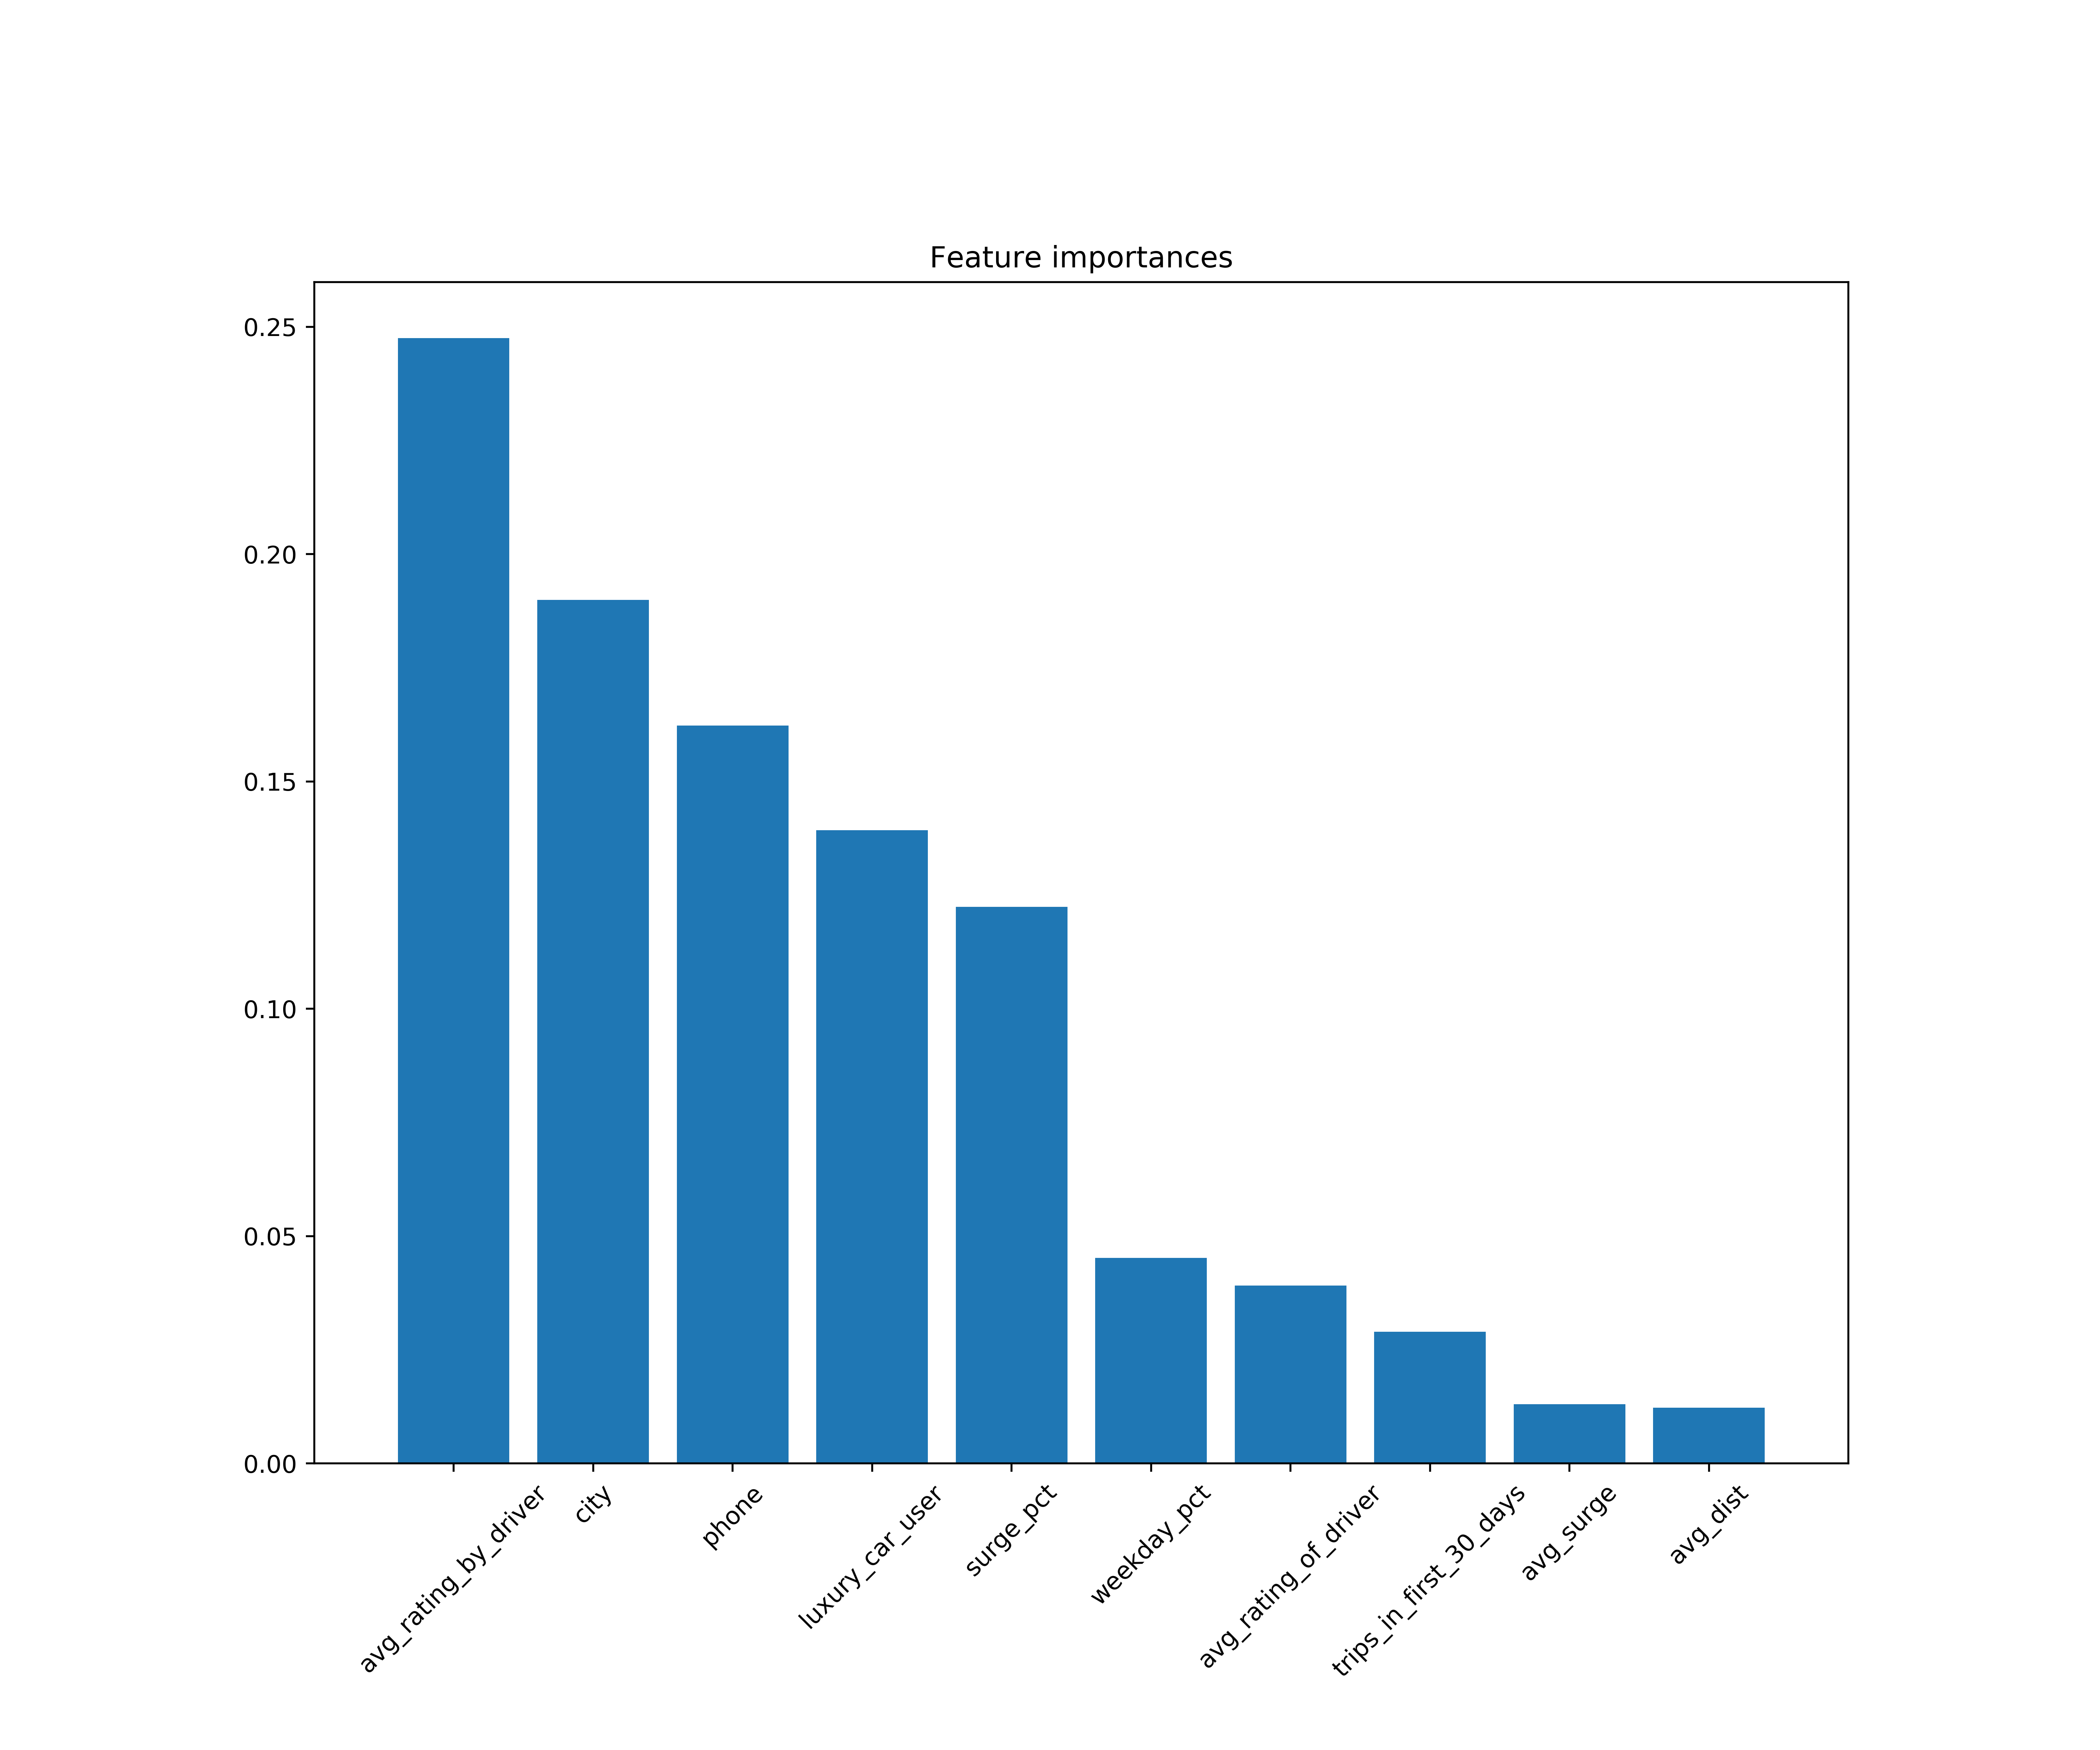 Feature importances
0.25
0.20
0.15
0.10
0.05
0.00
avg_rating_by_driver
city
phone
luxury_car_user
surge_pct
weekday_pct
avg_rating_of_driver
trips_in_first_30_days
avg_surge
avg_dist